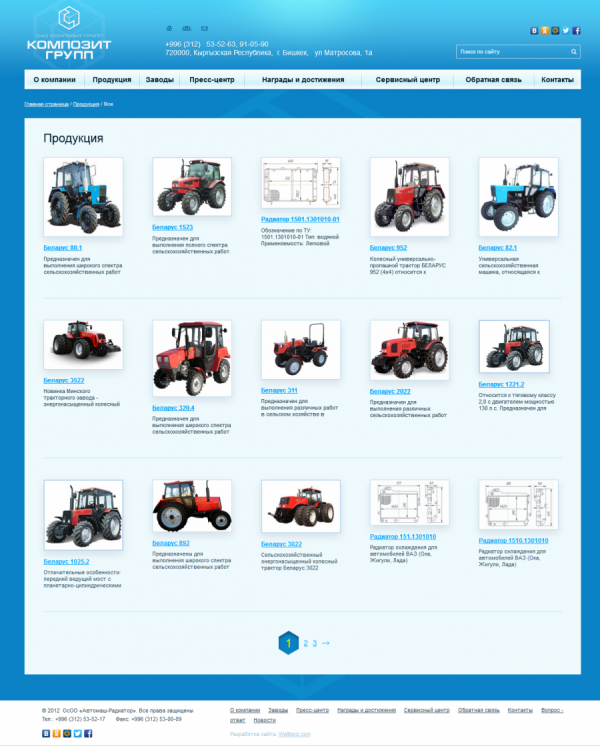 ОАО КОМПОЗИТ ГРУПП
КОМПОЗИТ
ГРУПП
+996 (312) 53-52-63, 91-05-90
720000, Кыргызская Республика, г. Бишкек, ул Матросова, 1а
Поиск по сайту
О компании Продукция Заводы Пресс-центр Награды и достижения Сервисный центр Обратная связь Контакты
Главная страница / Продукция / Все
Продукция
Беларус 80.1
Предназначен для
выполнения широкого спектра
сельскохозяйственных работ
Беларус 1523
Предназначен для
выполнения полного спектра
сельскохозяйственных работ:
Радиатор 1501.1301010-01
Обозначение по ТУ:
1501.1301010-01 Тип: водяной
Применяемость: Легковой
Беларус 952
Колесный универсально-
пропашной трактор БЕЛАРУС
952 (4х4) относится к
Беларус 82.1
Универсальная
сельскохозяйственная
машина, относящаяся к
Беларус 3522
Новинка Минского
тракторного завода -
энергонасыщенный колесный
Беларус 320.4
Предназначен для
выполнения широкого спектра
сельскохозяйственных работ
Беларус 311
Предназначен для
выполнения различных работ
в сельском хозяйстве в
Беларус 2022
Предназначен для
выполнения различных
сельскохозяйственных работ
Беларус 1221.2
Относится к тяговому классу
2,0 с двигателем мощностью
130 л.с. Предназначен для
Беларус 1025.2
Отличительные особенности:
передний ведущий мост с
планетарно-цилиндрическими
Беларус 892
Предназначены для
выполнения широкого спектра
сельскохозяйственных работ
Беларус 3022
Сельскохозяйственный
энергонасыщенный колесный
трактор Беларус 3022
Радиатор 151.1301010
Радиатор охлаждения для
автомобилей ВАЗ (Ока,
Жигули, Лада)
Радиатор 1510.1301010
Радиатор охлаждения для
автомобилей ВАЗ (Ока,
Жигули, Лада)
1 2 3 →
© 2012 ОсОО «Автомаш-Радиатор». Все права защищены
Тел.: +996 (312) 53-52-17 Факс: +996 (312) 53-00-09
О компании Заводы Пресс-центр Награды и достижения Сервисный центр Обратная связь Контакты Вопрос -
ответ Новости
Разработка сайта: WebBest.com